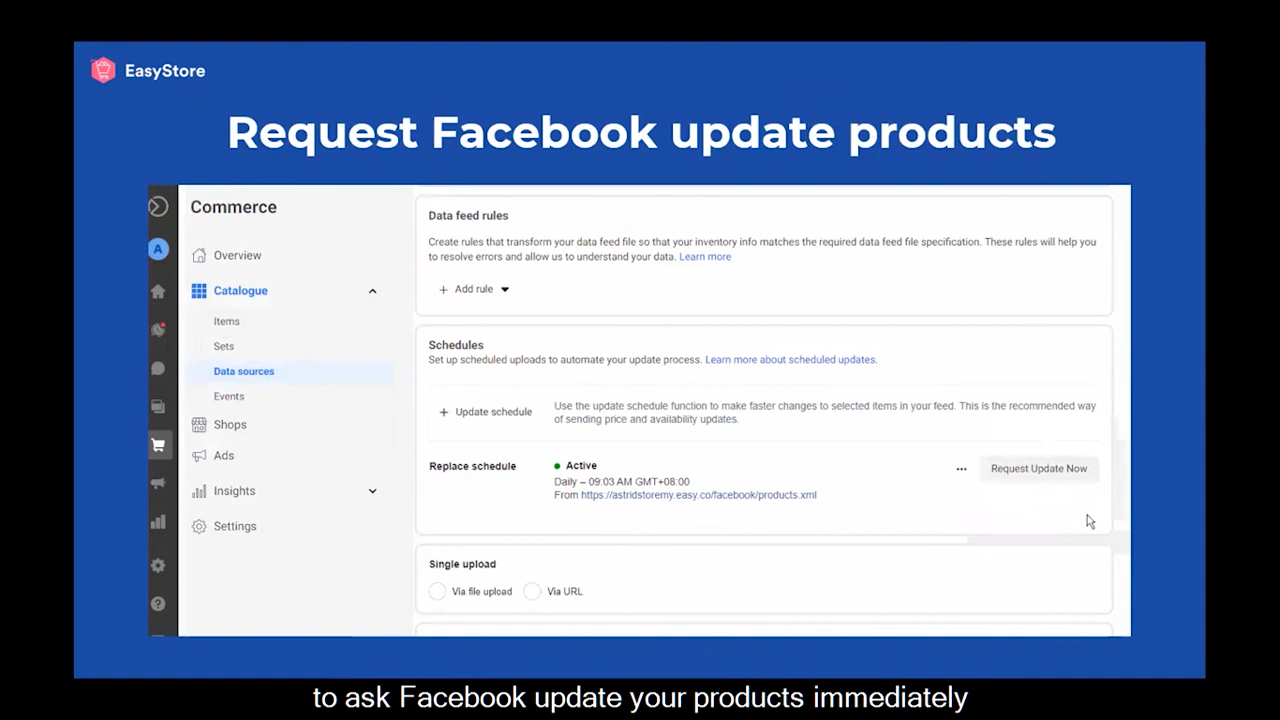 EasyStore
Request Facebook update products
Commerce
A
Overview
Catalogue
Items
Sets
Data sources
Events
Shops
Ads
Insights
Settings
Data feed rules
Create rules that transform your data feed file so that your inventory info matches the required data feed file specification. These rules will help you
to resolve errors and allow us to understand your data. Learn more
+ Add rule
Schedules
Set up scheduled uploads to automate your update process. Learn more about scheduled updates.
+ Update schedule
Use the update schedule function to make faster changes to selected items in your feed. This is the recommended way
of sending price and availability updates.
Replace schedule
Active
Daily – 09:03 AM GMT+08:00
From https://astridstoremy.easy.co/facebook/products.xml
... Request Update Now
Single upload
Via file upload Via URL
to ask Facebook update your products immediately